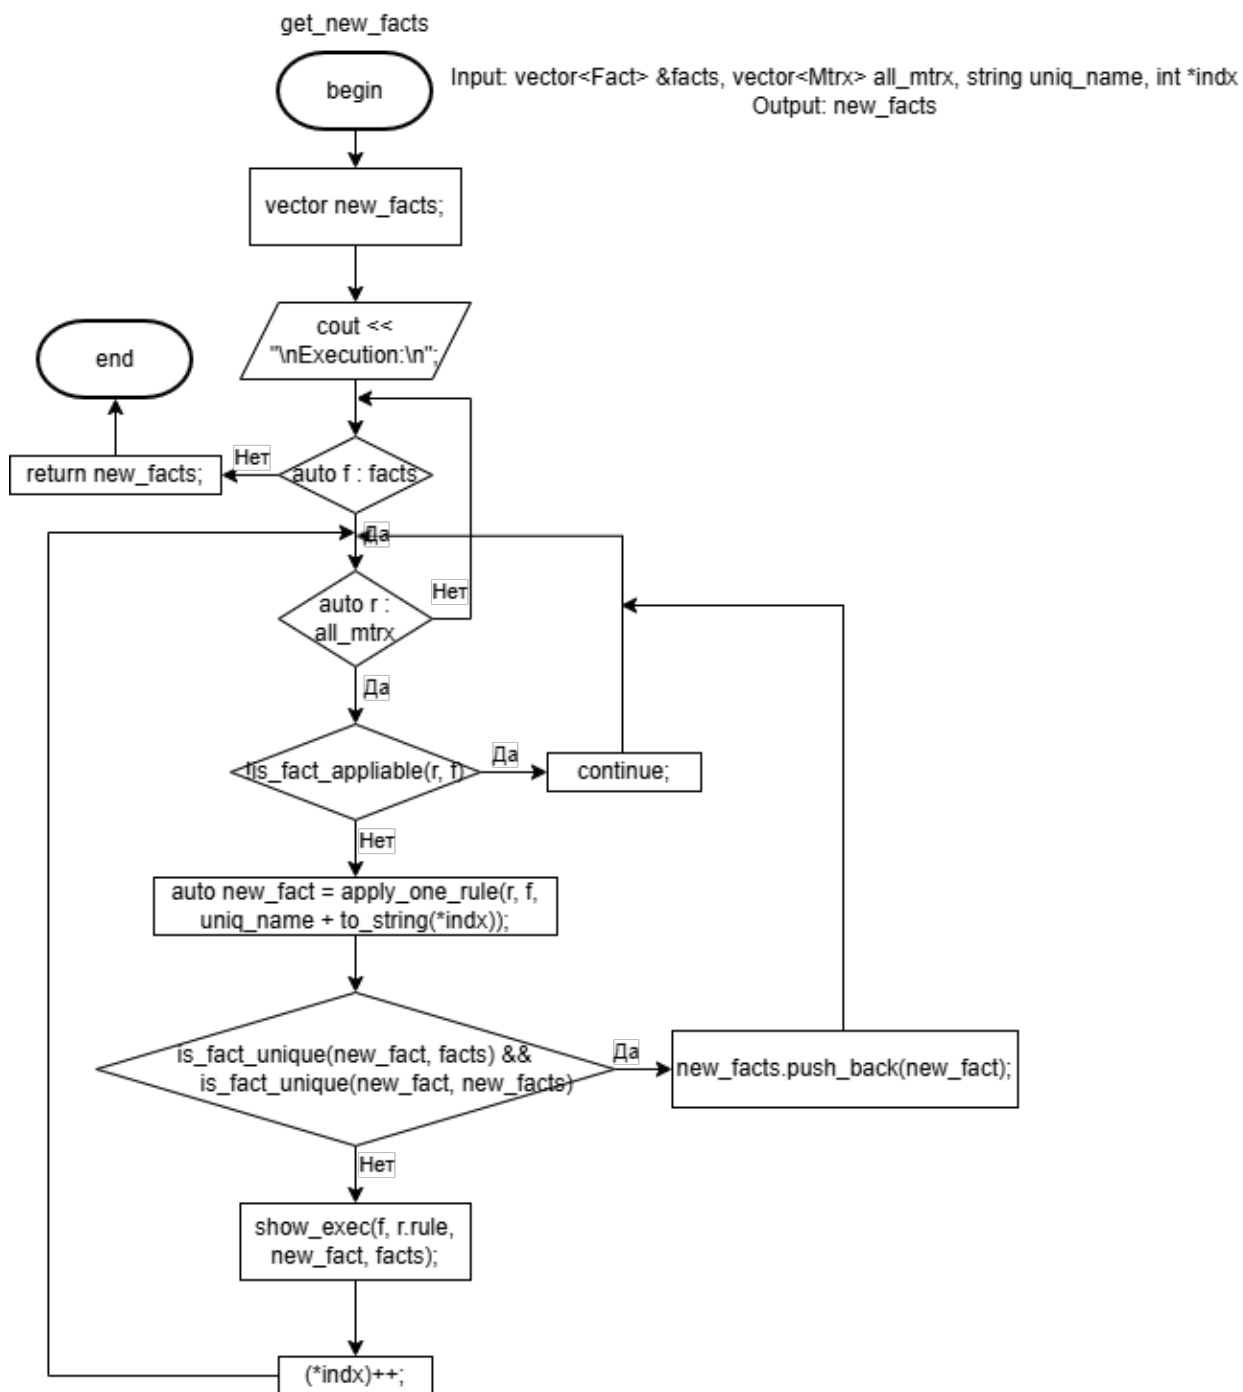 get_new_facts
begin
Input: vector<Fact> &facts, vector<Mtrx> all_mtrx, string uniq_name, int *indx
Output: new_facts
vector new_facts;
cout <<
"\nExecution:\n";
end
return new_facts;
Нет
auto f : facts
Да
auto r :
all_mtrx
Нет
Да
!is_fact_appliable(r, f)
Да
continue;
Нет
auto new_fact = apply_one_rule(r, f,
uniq_name + to_string(*indx));
is_fact_unique(new_fact, facts) &&
is_fact_unique(new_fact, new_facts)
Да
new_facts.push_back(new_fact);
Нет
show_exec(f, r.rule,
new_fact, facts);
(*indx)++;